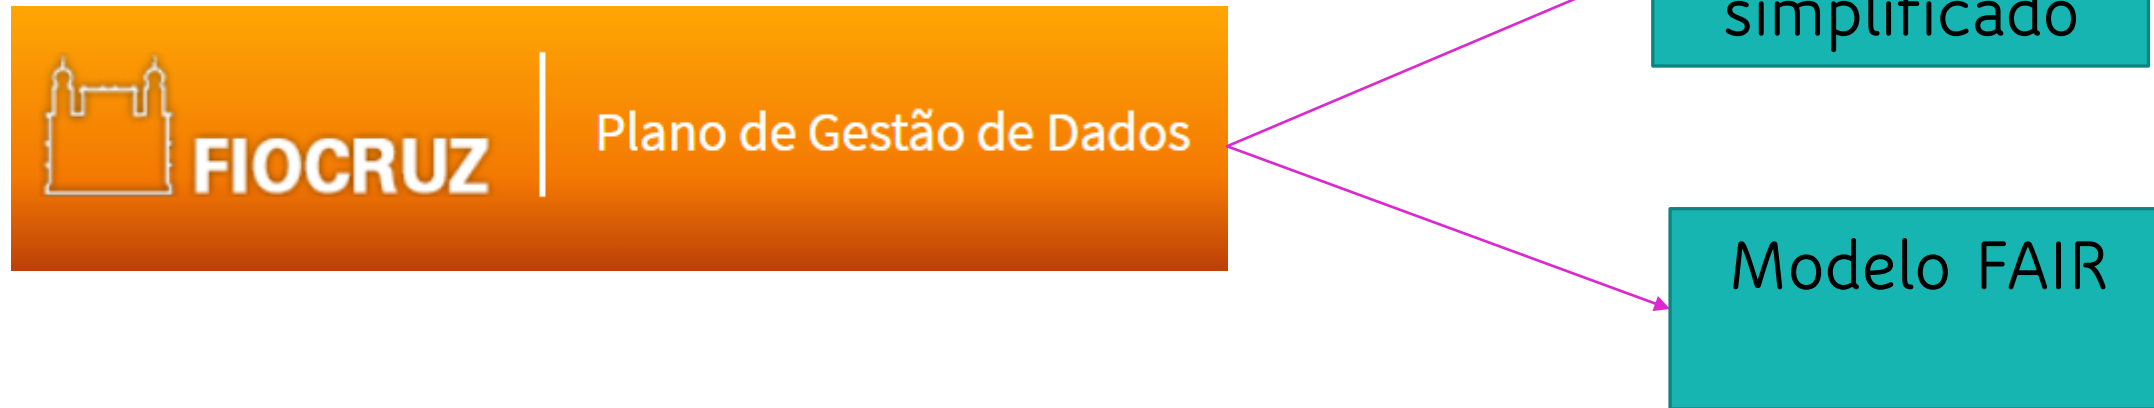 simplificado
FIOCRUZ
Plano de Gestão de Dados
Modelo FAIR